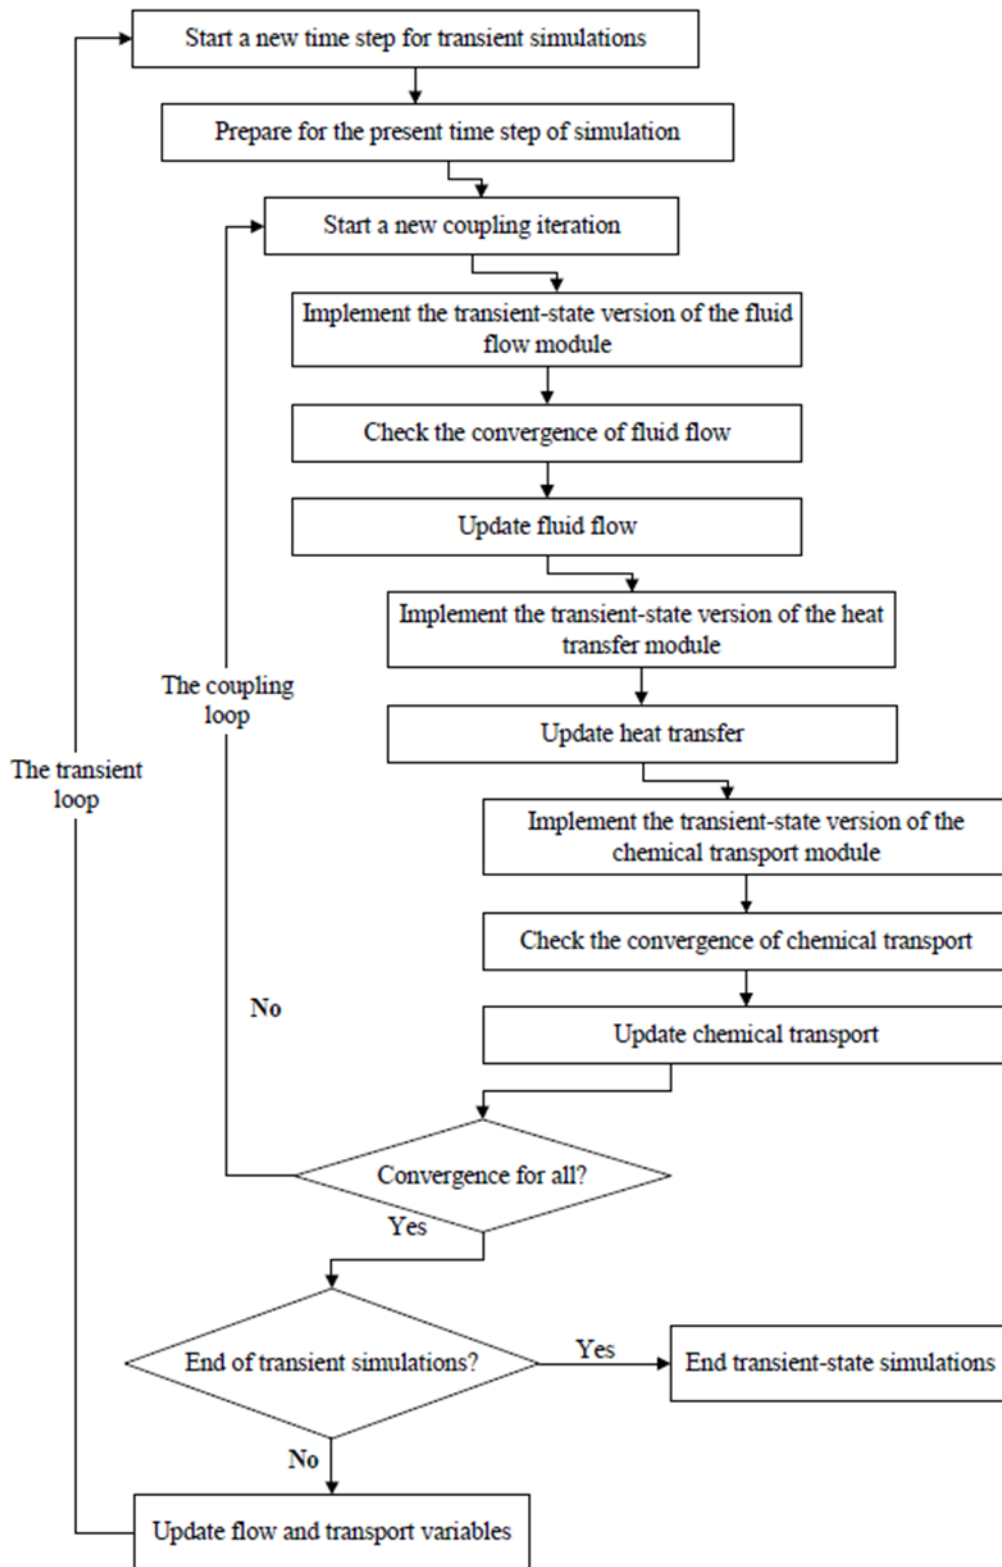 Start a new time step for transient simulations
Prepare for the present time step of simulation
Start a new coupling iteration
Implement the transient-state version of the fluid
flow module
Check the convergence of fluid flow
Update fluid flow
Implement the transient-state version of the heat
transfer module
The coupling
loop
Update heat transfer
The transient
loop
Implement the transient-state version of the
chemical transport module
Check the convergence of chemical transport
No
Update chemical transport
Convergence for all?
Yes
End of transient simulations?
Yes
End transient-state simulations
No
Update flow and transport variables